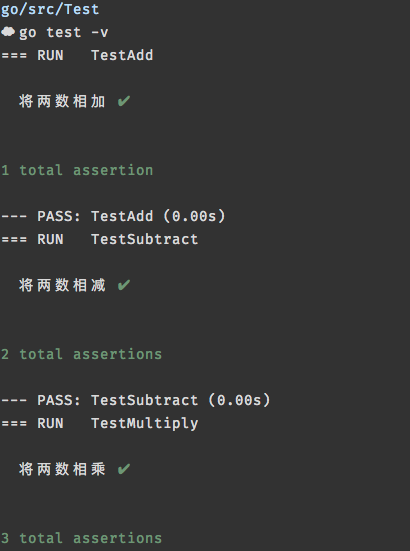 go/src/Test
go test -v
=== RUN   TestAdd
将两数相加 ✔
1 total assertion
--- PASS: TestAdd (0.00s)
=== RUN   TestSubtract
将两数相减 ✔
2 total assertions
--- PASS: TestSubtract (0.00s)
=== RUN   TestMultiply
将两数相乘 ✔
3 total assertions